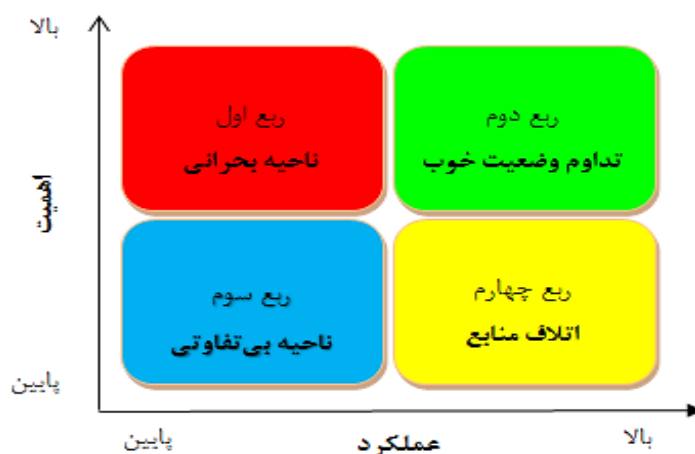 بالا
ربع اول
ناحیه بحرانی
ربع دوم
تداوم وضعیت خوب
اهمیت
ربع سوم
ناحیه بی‌تفاوتی
ربع چهارم
اتلاف منابع
پایین
پایین
عملکرد
بالا